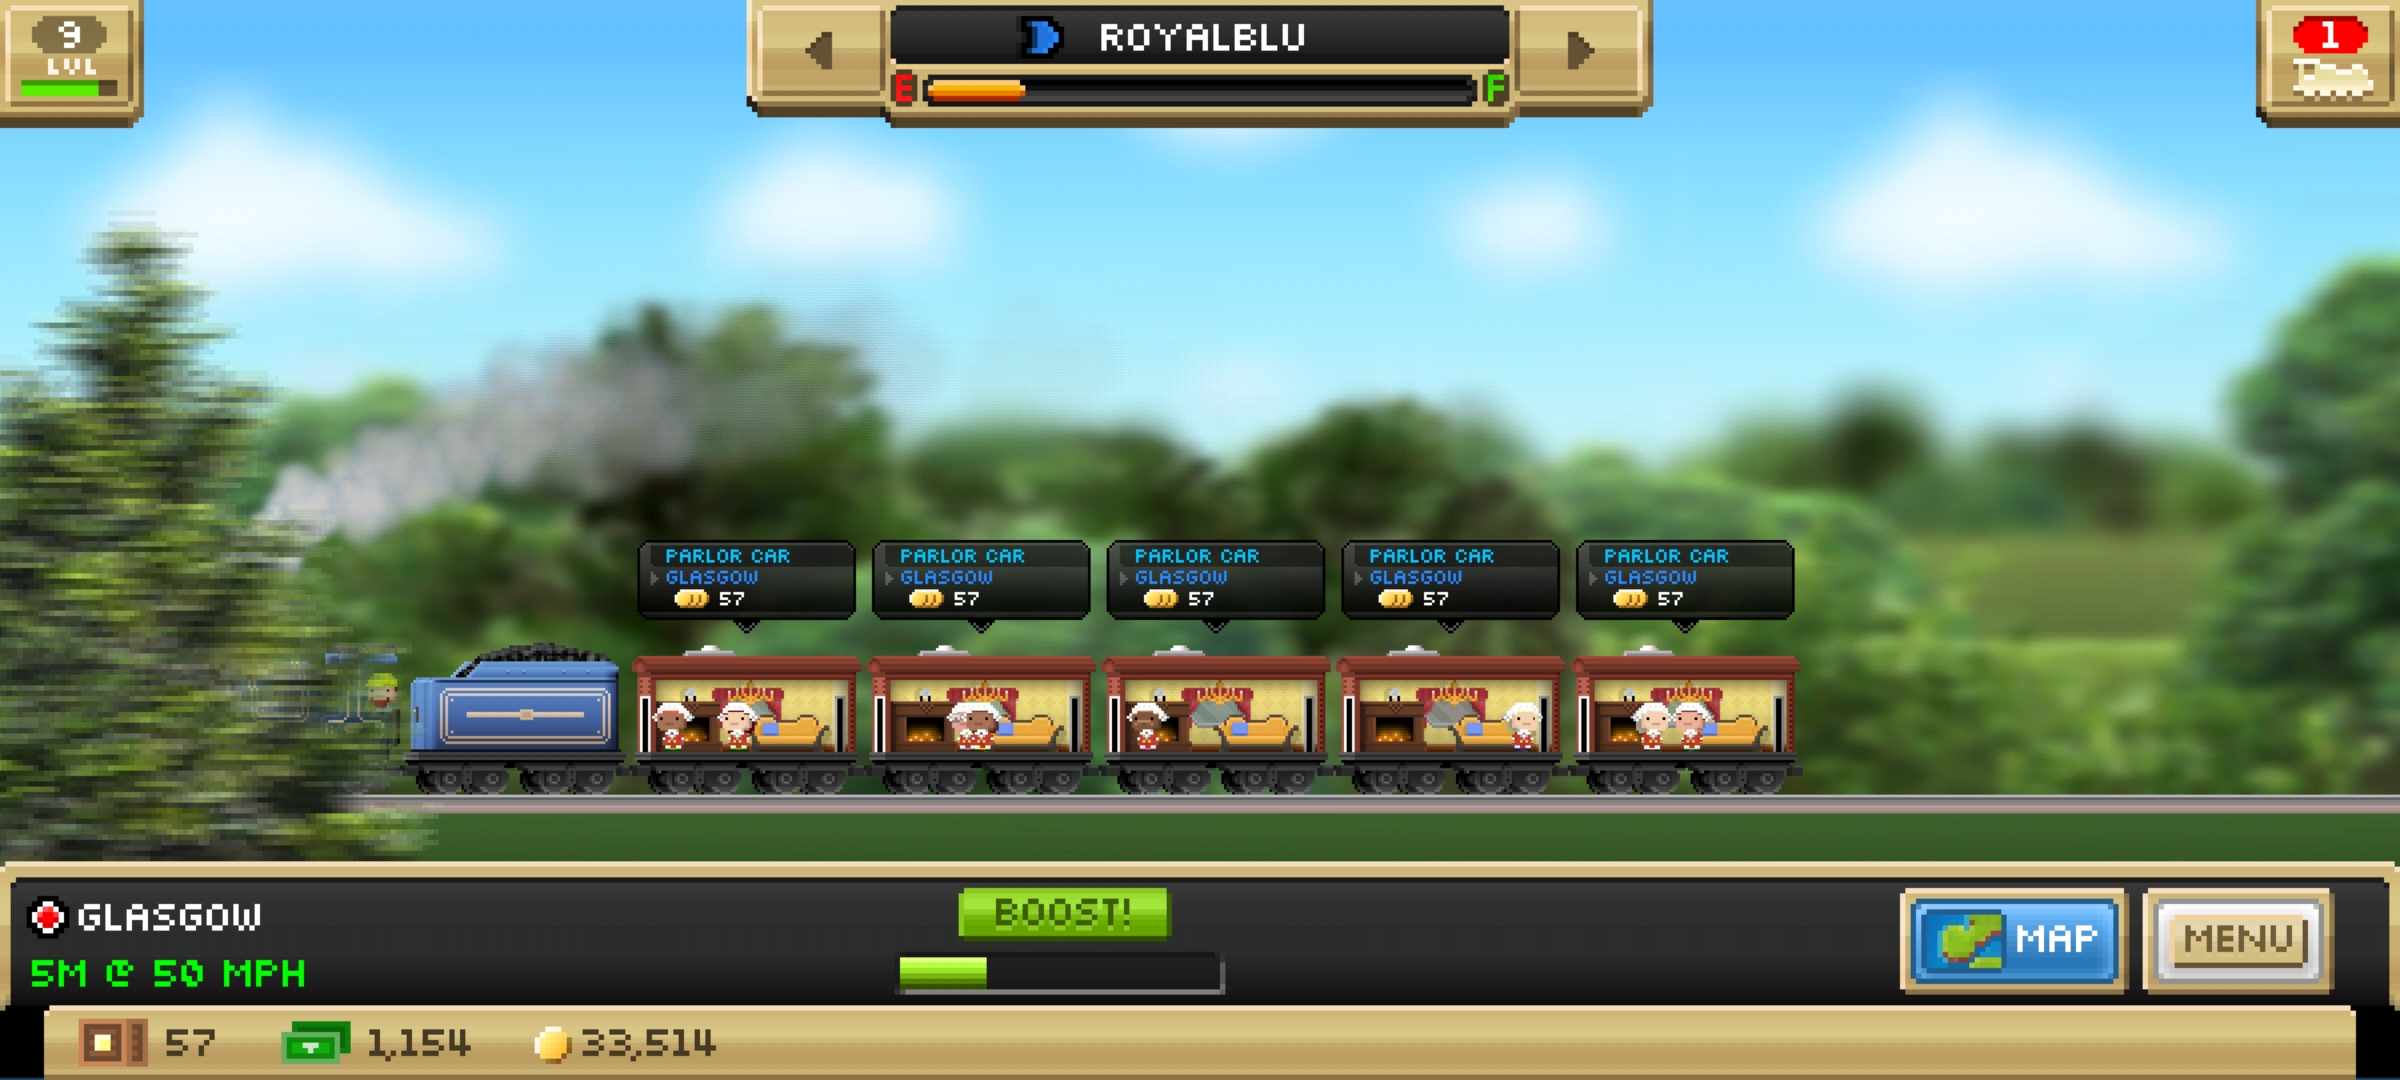 9
LVL
ROYALBLU
E
F
1
PARLOR CAR
GLASGOW
57
PARLOR CAR
GLASGOW
57
PARLOR CAR
GLASGOW
57
PARLOR CAR
GLASGOW
57
PARLOR CAR
GLASGOW
57
GLASGOW
5M @ 50 MPH
BOOST!
MAP
MENU
57
1,154
33,514